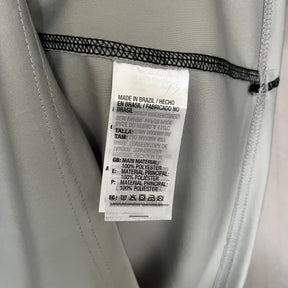 MADE IN BRAZIL / HECHO
EN BRASIL / FABRICADO NO
BRASIL
TALLA:
TAM:
GB: MAIN MATERIAL:
100% POLYESTER
E: MATERIAL PRINCIPAL:
100% POLIÉSTER
P: MATERIAL PRINCIPAL:
100% POLIÉSTER